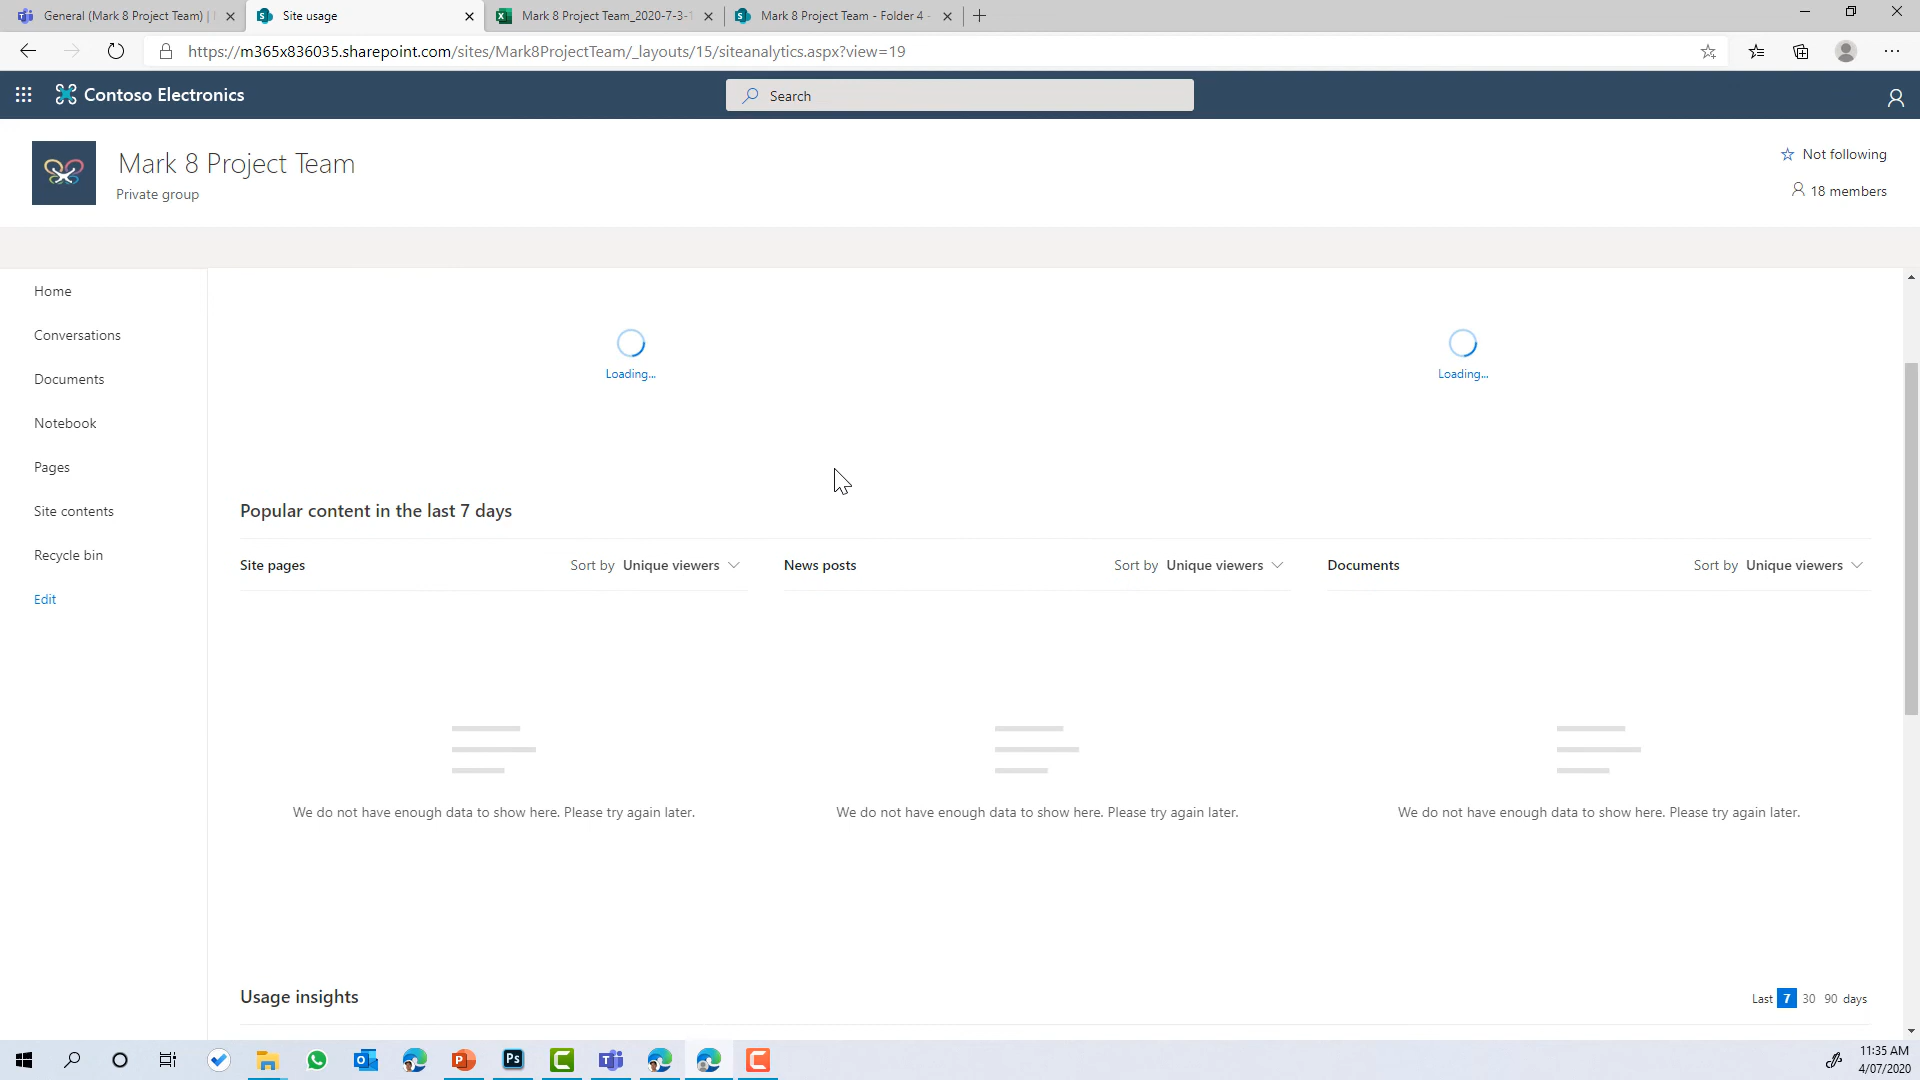 General (Mark 8 Project Team) |
Site usage
Mark 8 Project Team_2020-7-3-1
Mark 8 Project Team - Folder 4 -
https://m365x836035.sharepoint.com/sites/Mark8ProjectTeam/_layouts/15/siteanalytics.aspx?view=19
Contoso Electronics
Search
Mark 8 Project Team
Private group
Not following
18 members
Home
Conversations
Documents
Notebook
Pages
Site contents
Recycle bin
Edit
Loading...
Loading...
Popular content in the last 7 days
Site pages
Sort by Unique viewers
News posts
Sort by Unique viewers
Documents
Sort by Unique viewers
We do not have enough data to show here. Please try again later.
We do not have enough data to show here. Please try again later.
We do not have enough data to show here. Please try again later.
Usage insights
Last 7 30 90 days
11:35 AM
4/07/2020